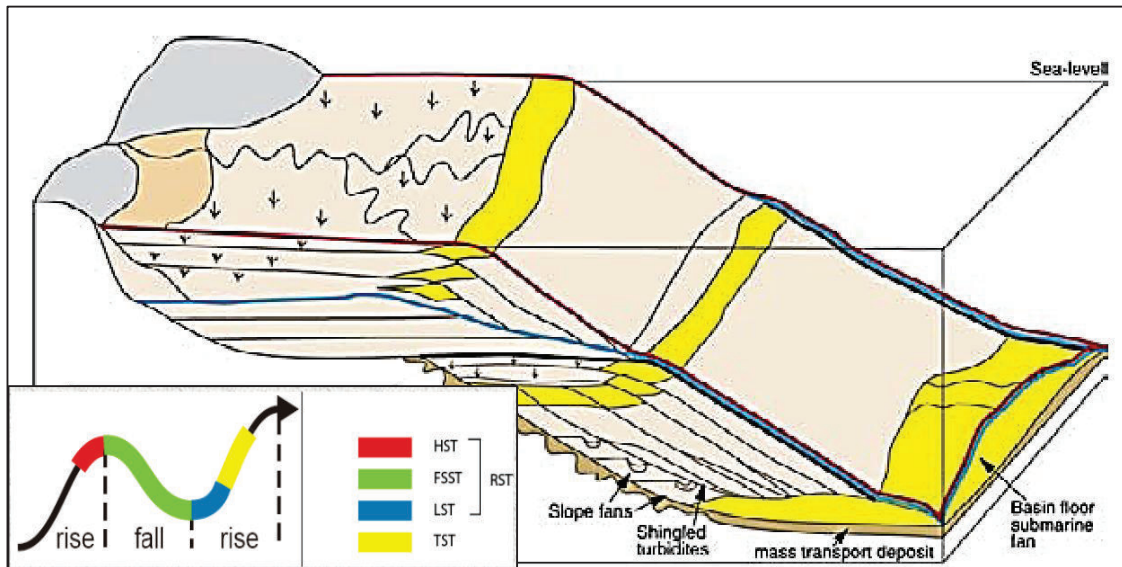 Sea-level
Slope fans
Shingled
turbidites
mass transport deposit
Basin floor
submarine
fan
rise
fall
rise
HST
FSST
LST
TST
RST